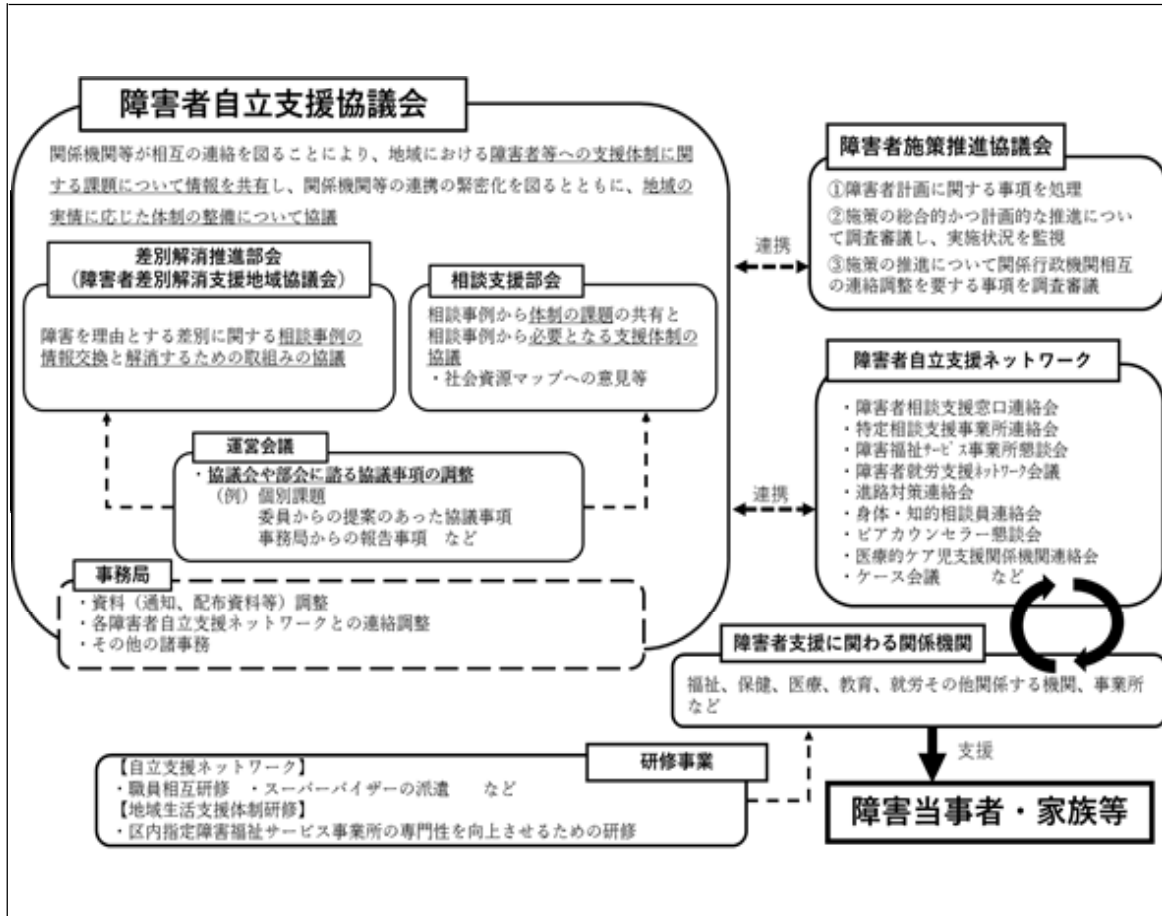 障害者自立支援協議会
関係機関等が相互の連絡を図ることにより、地域における障害者等への支援体制に関
する課題について情報を共有し、関係機関等の連携の緊密化を図るとともに、地域の
実情に応じた体制の整備について協議
差別解消推進部会
(障害者差別解消支援地域協議会)
障害を理由とする差別に関する相談事例の
情報交換と解消するための取組みの協議
相談支援部会
相談事例から体制の課題の共有と
相談事例から必要となる支援体制の
協議
・社会資源マップへの意見等
運営会議
・協議会や部会に諮る協議事項の調整
(例)個別課題
委員からの提案のあった協議事項
事務局からの報告事項 など
事務局
・資料(通知、配布資料等)調整
・各障害者自立支援ネットワークとの連絡調整
・その他の諸事務
連携
障害者施策推進協議会
①障害者計画に関する事項を処理
②施策の総合的かつ計画的な推進につい
て調査審議し、実施状況を監視
③施策の推進について関係行政機関相互
の連絡調整を要する事項を調査審議
連携
障害者自立支援ネットワーク
・障害者相談支援窓口連絡会
・特定相談支援事業所連絡会
・障害福祉サービス事業所懇談会
・障害者就労支援ネットワーク会議
・進路対策連絡会
・身体・知的相談員連絡会
・ピアカウンセラー懇談会
・医療的ケア児支援関係機関連絡会
・ケース会議 など
障害者支援に関わる関係機関
福祉、保健、医療、教育、就労その他関係する機関、事業所
など
支援
障害当事者・家族等
研修事業
【自立支援ネットワーク】
・職員相互研修 ・スーパーバイザーの派遣 など
【地域生活支援体制研修】
・区内指定障害福祉サービス事業所の専門性を向上させるための研修